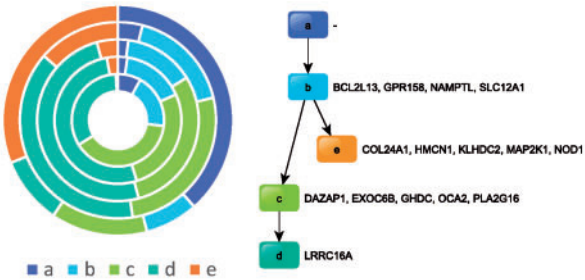 a -
b BCL2L13, GPR158, NAMPTL, SLC12A1
e COL24A1, HMCN1, KLHDC2, MAP2K1, NOD1
c DAZAP1, EXOC6B, GHDC, OCA2, PLA2G16
d LRRC16A
a b c d e